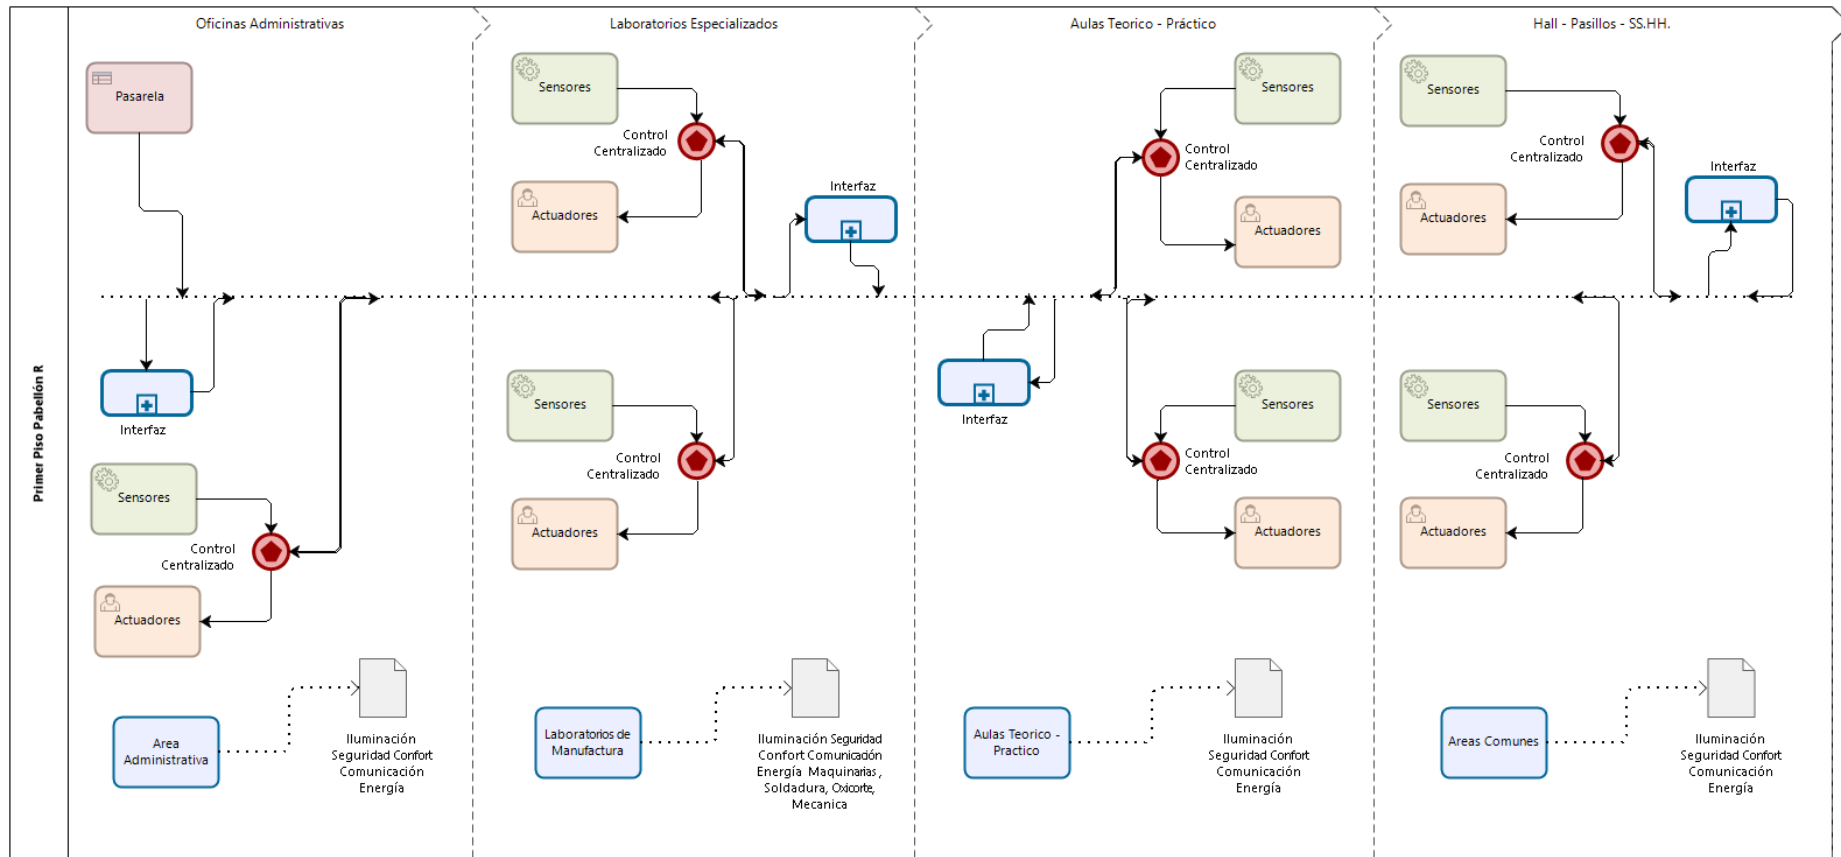 Primer Piso Pabellón R
Oficinas Administrativas
Pasarela
Interfaz
Sensores
Control
Centralizado
Actuadores
Area
Administrativa
Iluminación
Seguridad Confort
Comunicación
Energía
Laboratorios Especializados
Sensores
Control
Centralizado
Actuadores
Interfaz
Sensores
Control
Centralizado
Actuadores
Laboratorios de
Manufactura
Iluminación Seguridad
Confort Comunicación
Energía Maquinarias,
Soldadura, Oxicorte,
Mecanica
Aulas Teorico - Práctico
Sensores
Control
Centralizado
Actuadores
Interfaz
Sensores
Control
Centralizado
Actuadores
Aulas Teorico -
Practico
Iluminación
Seguridad Confort
Comunicación
Energía
Hall - Pasillos - SS.HH.
Sensores
Control
Centralizado
Actuadores
Interfaz
Sensores
Control
Centralizado
Actuadores
Areas Comunes
Iluminación
Seguridad Confort
Comunicación
Energía